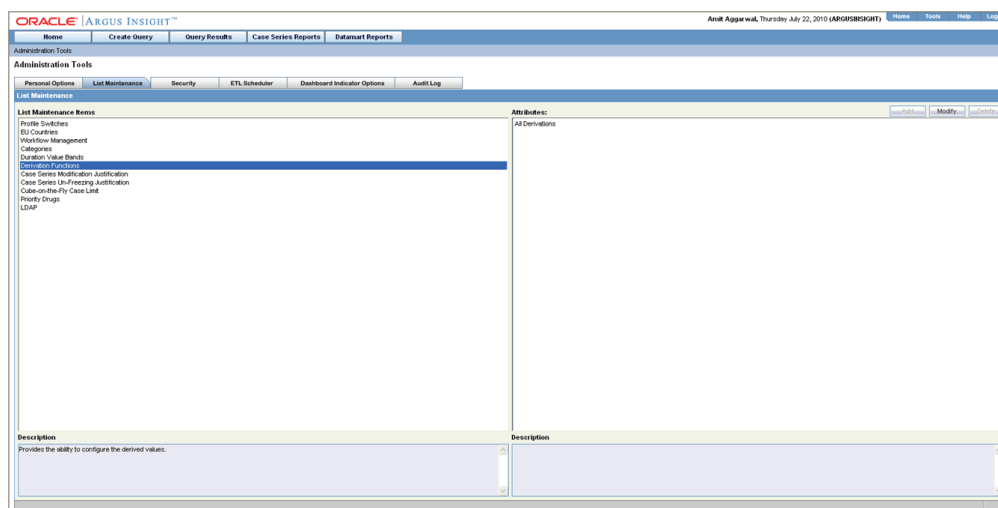 ORACLE® | ARGUS INSIGHT™
Amit Aggarwal, Thursday July 22, 2010 (ARGUSINSIGHT)
Home Tools Help Log
Home Create Query Query Results Case Series Reports Datamart Reports
Administration Tools
Administration Tools
Personal Options List Maintenance Security ETL Scheduler Dashboard Indicator Options Audit Log
List Maintenance
List Maintenance Items
Profile Switches
EU Countries
Workflow Management
Categories
Duration Value Bands
Derivation Functions
Case Series Modification Justification
Case Series Un-Freezing Justification
Cube-on-the-Fly Case Limit
Priority Drugs
LDAP
Attributes:
Add Modify Delete
All Derivations
Description
Provides the ability to configure the derived values.
Description